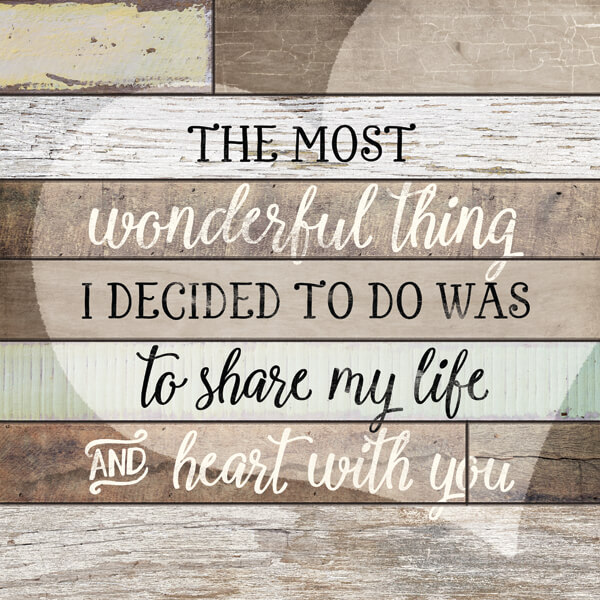 THE MOST
wonderful thing
I DECIDED TO DO WAS
to share my life
AND heart with you